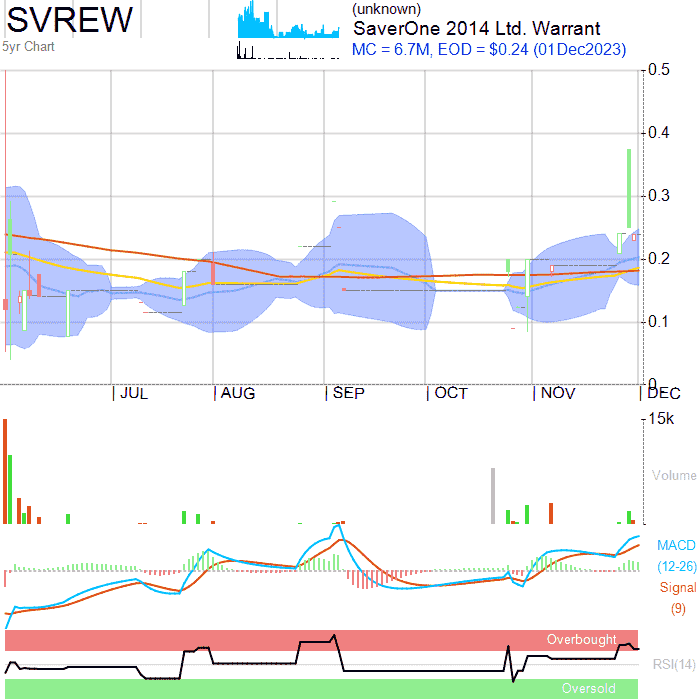 SVREW
5yr Chart
(unknown)
SaverOne 2014 Ltd. Warrant
MC = 6.7M, EOD = $0.24 (01Dec2023)
0.5
0.4
0.3
0.2
0.1
0
JUL AUG SEP OCT NOV DEC
15k
Volume
MACD
(12-26)
Signal
(9)
Overbought
RSI(14)
Oversold